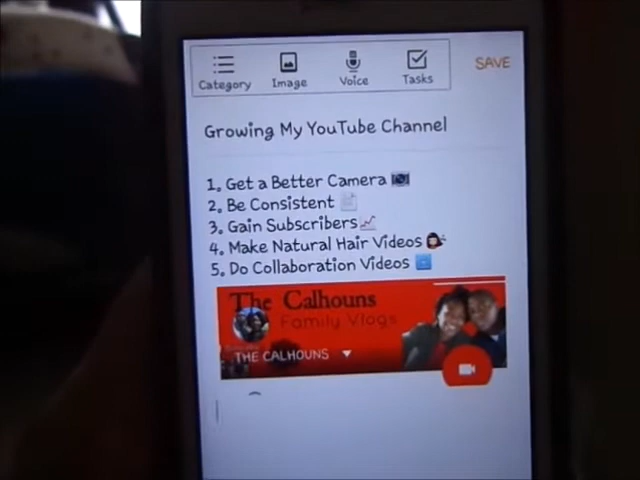 Category Image Voice Tasks SAVE
Growing My YouTube Channel
1. Get a Better Camera
2. Be Consistent
3. Gain Subscribers
4. Make Natural Hair Videos
5. Do Collaboration Videos
The Calhouns
Family Vlogs
THE CALHOUNS